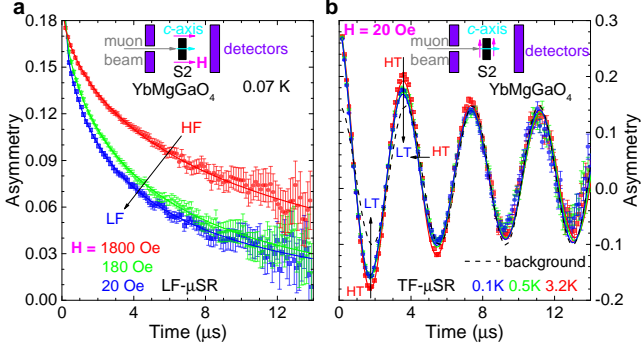 a
0.18
0.15
0.12
0.09
0.06
0.03
0.00
Asymmetry
muon
beam
c-axis
H
S2
detectors
YbMgGaO4
0.07 K
HF
LF
H = 1800 Oe
180 Oe
20 Oe
LF-μSR
0 4 8 12
Time (μs)
b
H = 20 Oe
muon
beam
c-axis
S2
detectors
YbMgGaO4
HT
LT
HT
LT
HT
background
TF-μSR
0.1K 0.5K 3.2K
0 4 8 12
Time (μs)
0.3
0.2
0.1
0.0
-0.1
-0.2
Asymmetry